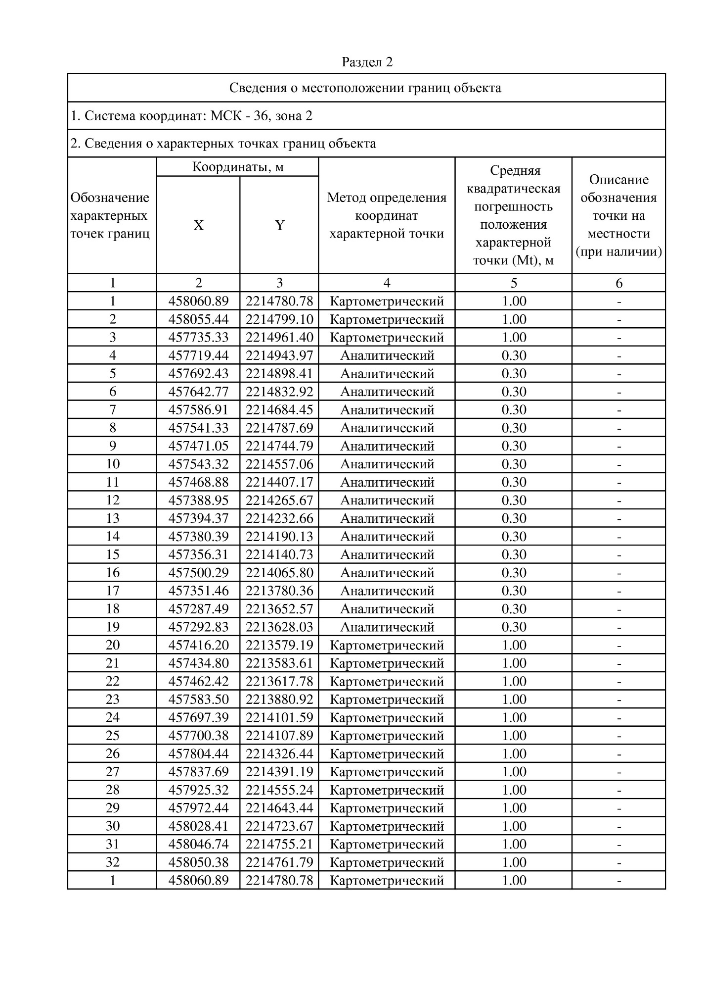 Раздел 2
Сведения о местоположении границ объекта
1. Система координат: МСК - 36, зона 2
2. Сведения о характерных точках границ объекта
Обозначение
характерных
точек границ
Координаты, м
X
Y
Метод определения
координат
характерной точки
Средняя
квадратическая
погрешность
положения
характерной
точки (Mt), м
Описание
обозначения
точки на
местности
(при наличии)
1 2 3 4 5 6
1 458060.89 2214780.78 Картометрический 1.00 -
2 458055.44 2214799.10 Картометрический 1.00 -
3 457735.33 2214961.40 Картометрический 1.00 -
4 457719.44 2214943.97 Аналитический 0.30 -
5 457692.43 2214898.41 Аналитический 0.30 -
6 457642.77 2214832.92 Аналитический 0.30 -
7 457586.91 2214684.45 Аналитический 0.30 -
8 457541.33 2214787.69 Аналитический 0.30 -
9 457471.05 2214744.79 Аналитический 0.30 -
10 457543.32 2214557.06 Аналитический 0.30 -
11 457468.88 2214407.17 Аналитический 0.30 -
12 457388.95 2214265.67 Аналитический 0.30 -
13 457394.37 2214232.66 Аналитический 0.30 -
14 457380.39 2214190.13 Аналитический 0.30 -
15 457356.31 2214140.73 Аналитический 0.30 -
16 457500.29 2214065.80 Аналитический 0.30 -
17 457351.46 2213780.36 Аналитический 0.30 -
18 457287.49 2213652.57 Аналитический 0.30 -
19 457292.83 2213628.03 Аналитический 0.30 -
20 457416.20 2213579.19 Картометрический 1.00 -
21 457434.80 2213583.61 Картометрический 1.00 -
22 457462.42 2213617.78 Картометрический 1.00 -
23 457583.50 2213880.92 Картометрический 1.00 -
24 457697.39 2214101.59 Картометрический 1.00 -
25 457700.38 2214107.89 Картометрический 1.00 -
26 457804.44 2214326.44 Картометрический 1.00 -
27 457837.69 2214391.19 Картометрический 1.00 -
28 457925.32 2214555.24 Картометрический 1.00 -
29 457972.44 2214643.44 Картометрический 1.00 -
30 458028.41 2214723.67 Картометрический 1.00 -
31 458046.74 2214755.21 Картометрический 1.00 -
32 458050.38 2214761.79 Картометрический 1.00 -
1 458060.89 2214780.78 Картометрический 1.00 -